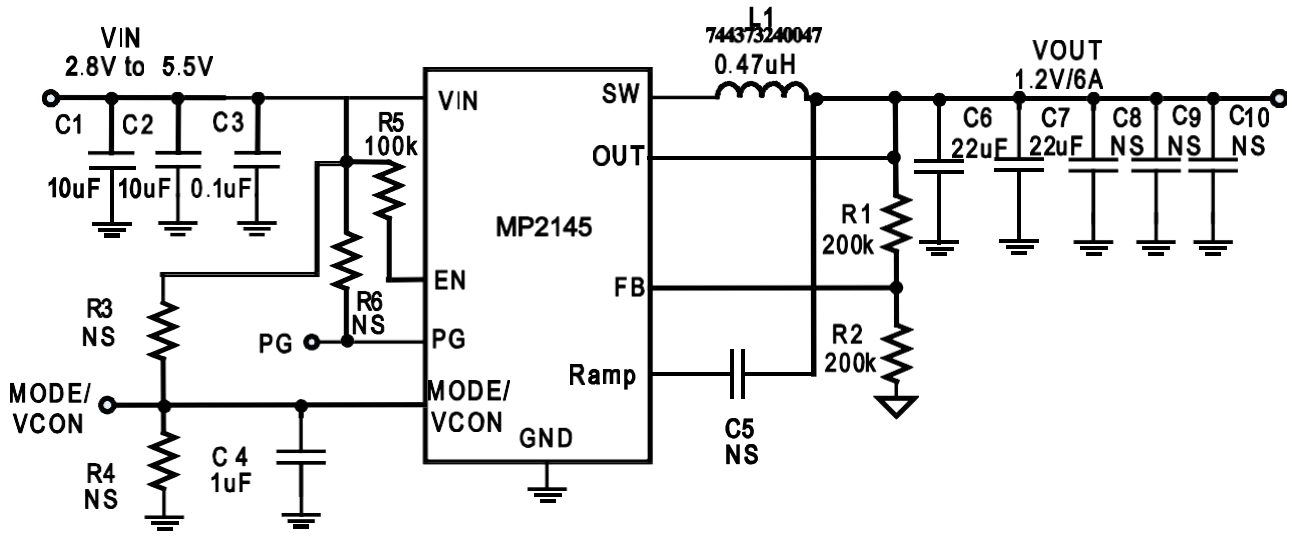 VIN
2.8V to 5.5V
C1
10uF
C2
10uF
C3
0.1uF
R5
100k
L1
744373240047
0.47uH
VOUT
1.2V/6A
C6
22uF
C7
22uF
C8
NS
C9
NS
C10
NS
VIN
SW
OUT
MP2145
EN
FB
PG
Ramp
MODE/
VCON
GND
R1
200k
R2
200k
R3
NS
R6
NS
PG
MODE/
VCON
R4
NS
C 4
1uF
C5
NS